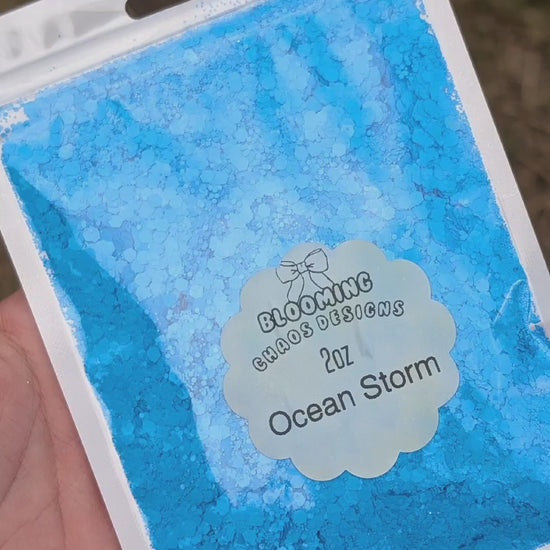 BLOOMING
CHAOS DESIGNS
2OZ
Ocean Storm